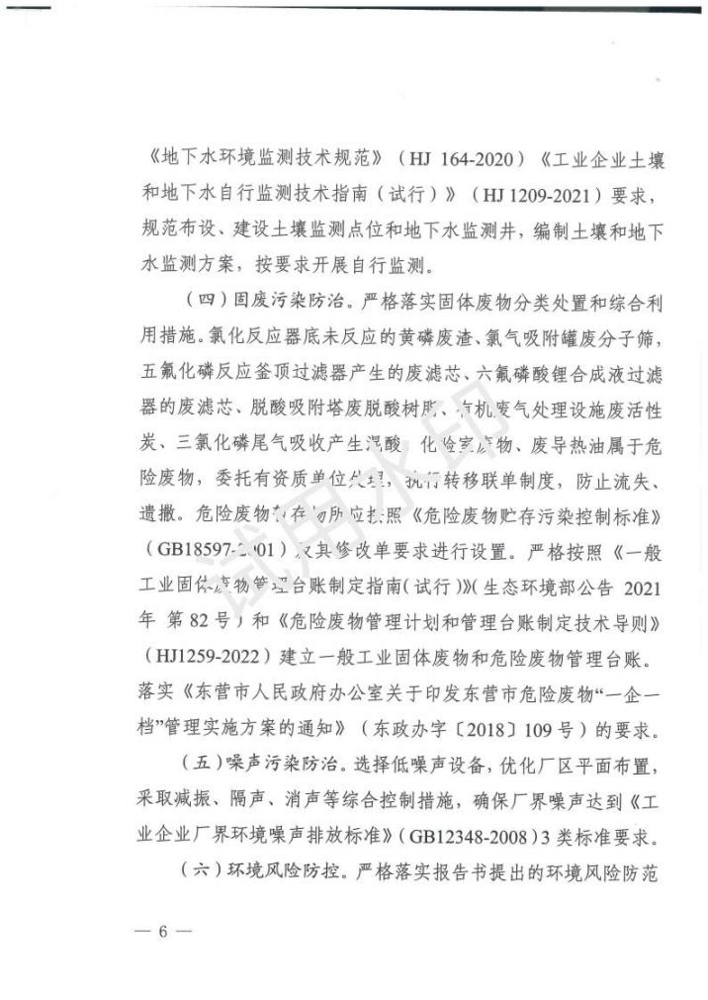 《地下水环境监测技术规范》（HJ 164-2020）《工业企业土壤
和地下水自行监测技术指南（试行）》（HJ 1209-2021）要求，
规范布设、建设土壤监测点位和地下水监测井，编制土壤和地下
水监测方案，按要求开展自行监测。
（四）固废污染防治。严格落实固体废物分类处置和综合利
用措施。氯化反应器底未反应的黄磷废渣、氯气吸附罐废分子筛，
五氟化磷反应釜顶过滤器产生的废滤芯、六氟磷酸锂合成液过滤
器的废滤芯、脱酸吸附塔废脱酸树脂、有机废气处理设施废活性
炭、三氯化磷尾气吸收产生混酸、化验室废物、废导热油属于危
险废物，委托有资质单位处理，执行转移联单制度，防止流失、
遗撒。危险废物暂存场所应按照《危险废物贮存污染控制标准》
（GB18597-2001）及其修改单要求进行设置。严格按照《一般
工业固体废物管理台账制定指南（试行）》（生态环境部公告 2021
年 第 82 号）和《危险废物管理计划和管理台账制定技术导则》
（HJ1259-2022）建立一般工业固体废物和危险废物管理台账。
落实《东营市人民政府办公室关于印发东营市危险废物“一企一
档”管理实施方案的通知》（东政办字〔2018〕109 号）的要求。
（五）噪声污染防治。选择低噪声设备，优化厂区平面布置，
采取减振、隔声、消声等综合控制措施，确保厂界噪声达到《工
业企业厂界环境噪声排放标准》（GB12348-2008）3 类标准要求。
（六）环境风险防控。严格落实报告书提出的环境风险防范
— 6 —
试用水印